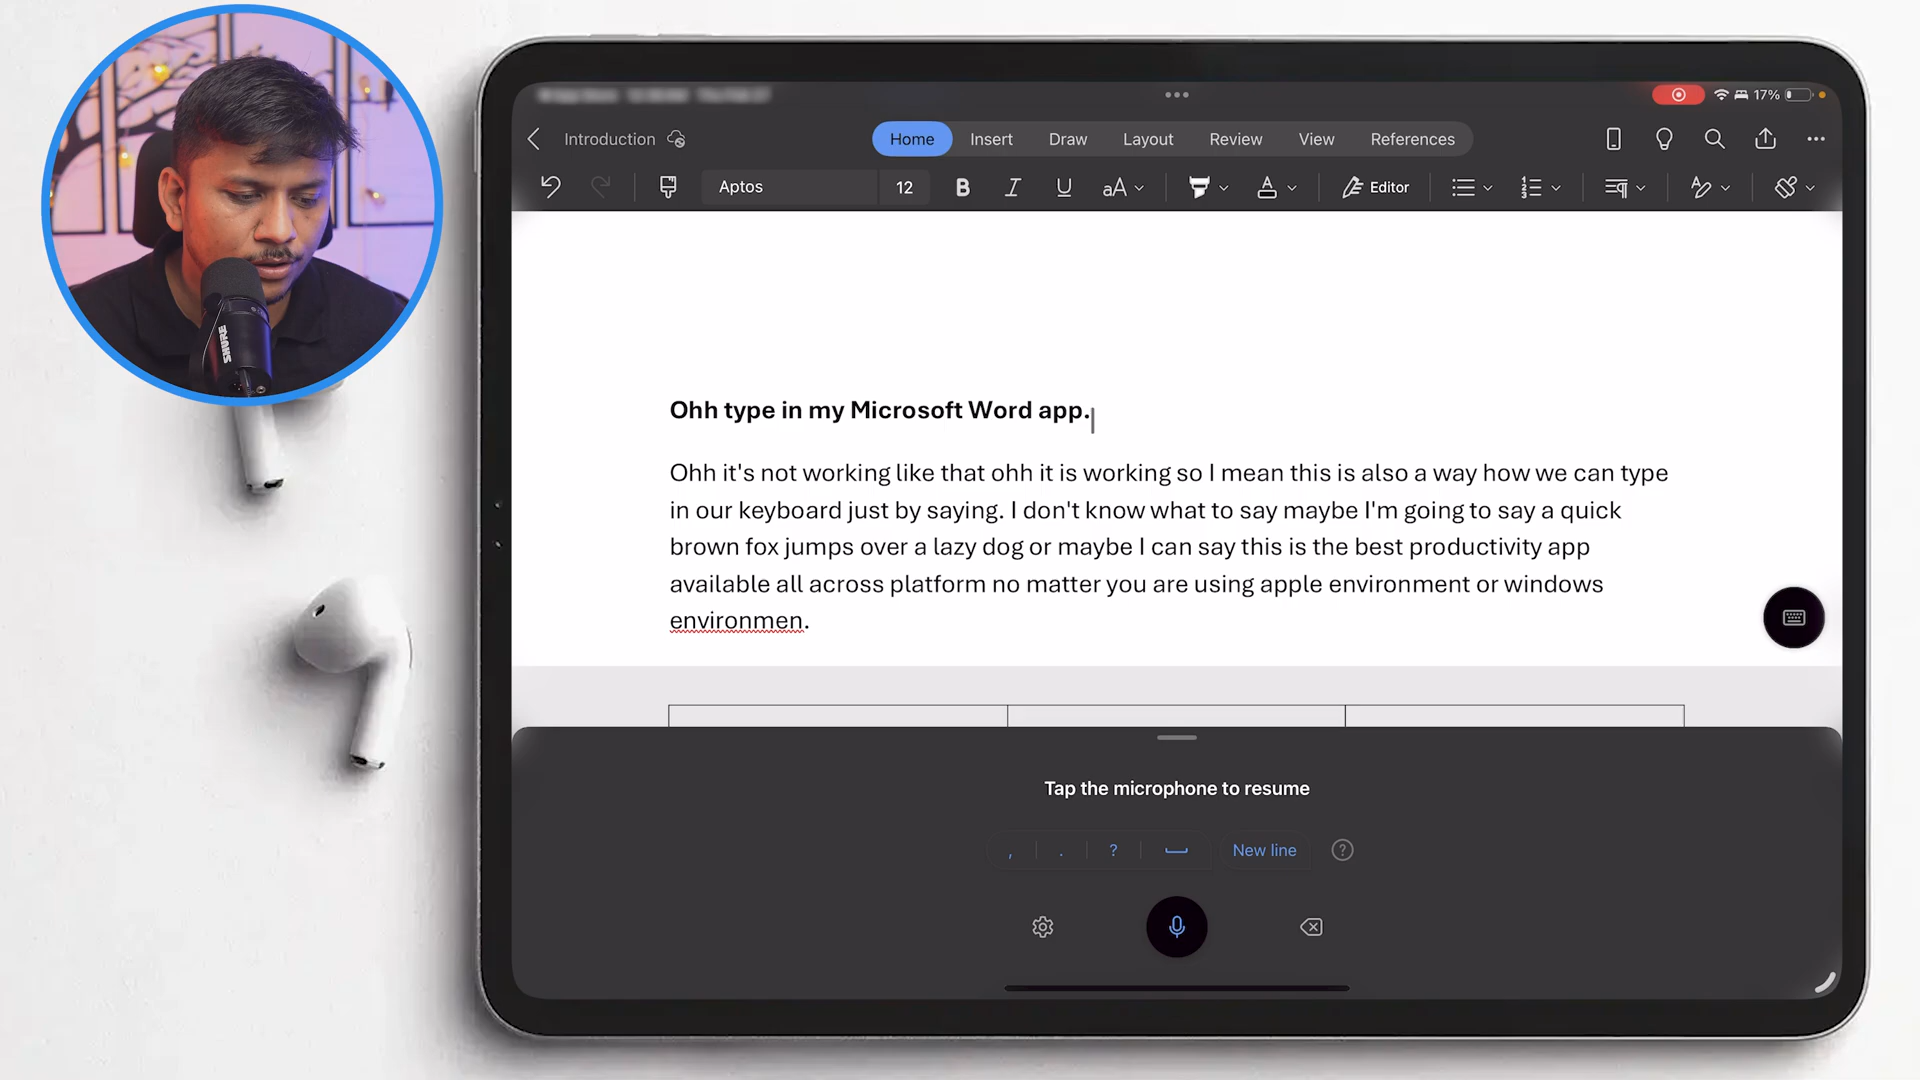 17%
Introduction
Home Insert Draw Layout Review View References
Aptos 12 B I U aA A Editor
Ohh type in my Microsoft Word app.
Ohh it's not working like that ohh it is working so I mean this is also a way how we can type
in our keyboard just by saying. I don't know what to say maybe I'm going to say a quick
brown fox jumps over a lazy dog or maybe I can say this is the best productivity app
available all across platform no matter you are using apple environment or windows
environmen.
Tap the microphone to resume
, . ? New line ?
SHURE